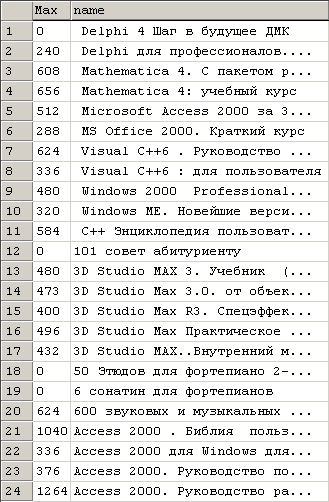 Max name
1 0 Delphi 4 Шаг в будущее ДМК
2 240 Delphi для профессионалов....
3 608 Mathematica 4. С пакетом р...
4 656 Mathematica 4: учебный курс
5 512 Microsoft Access 2000 за 3...
6 288 MS Office 2000. Краткий курс
7 624 Visual C++6 . Руководство ...
8 336 Visual C++6 : для пользователя
9 480 Windows 2000 Professional...
10 320 Windows ME. Новейшие верси...
11 584 C++ Энциклопедия пользоват...
12 0 101 совет абитуриенту
13 480 3D Studio MAX 3. Учебник (...
14 473 3D Studio Max 3.0. от объек...
15 400 3D Studio Max R3. Спецэффек...
16 496 3D Studio Max Практическое ...
17 432 3D Studio MAX..Внутренний м...
18 0 50 Этюдов для фортепиано 2-...
19 0 6 сонатин для фортепианов
20 624 600 звуковых и музыкальных ...
21 1040 Access 2000 . Библия польз...
22 336 Access 2000 для Windows для...
23 376 Access 2000. Руководство по...
24 1264 Access 2000. Руководство ра...